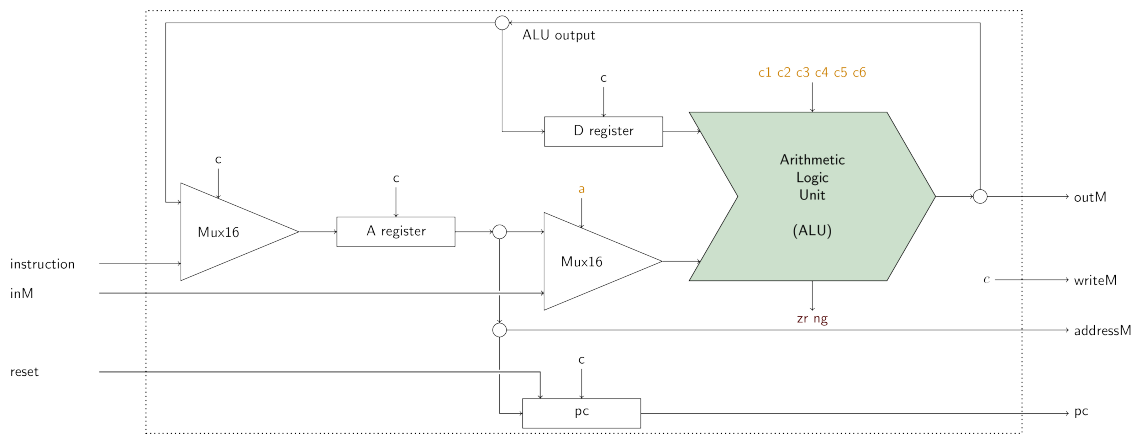 ALU output
c1 c2 c3 c4 c5 c6
c
D register
Arithmetic
Logic
Unit
(ALU)
c
c
a
Mux16
A register
outM
instruction
Mux16
c
writeM
inM
zr ng
addressM
reset
c
pc
pc